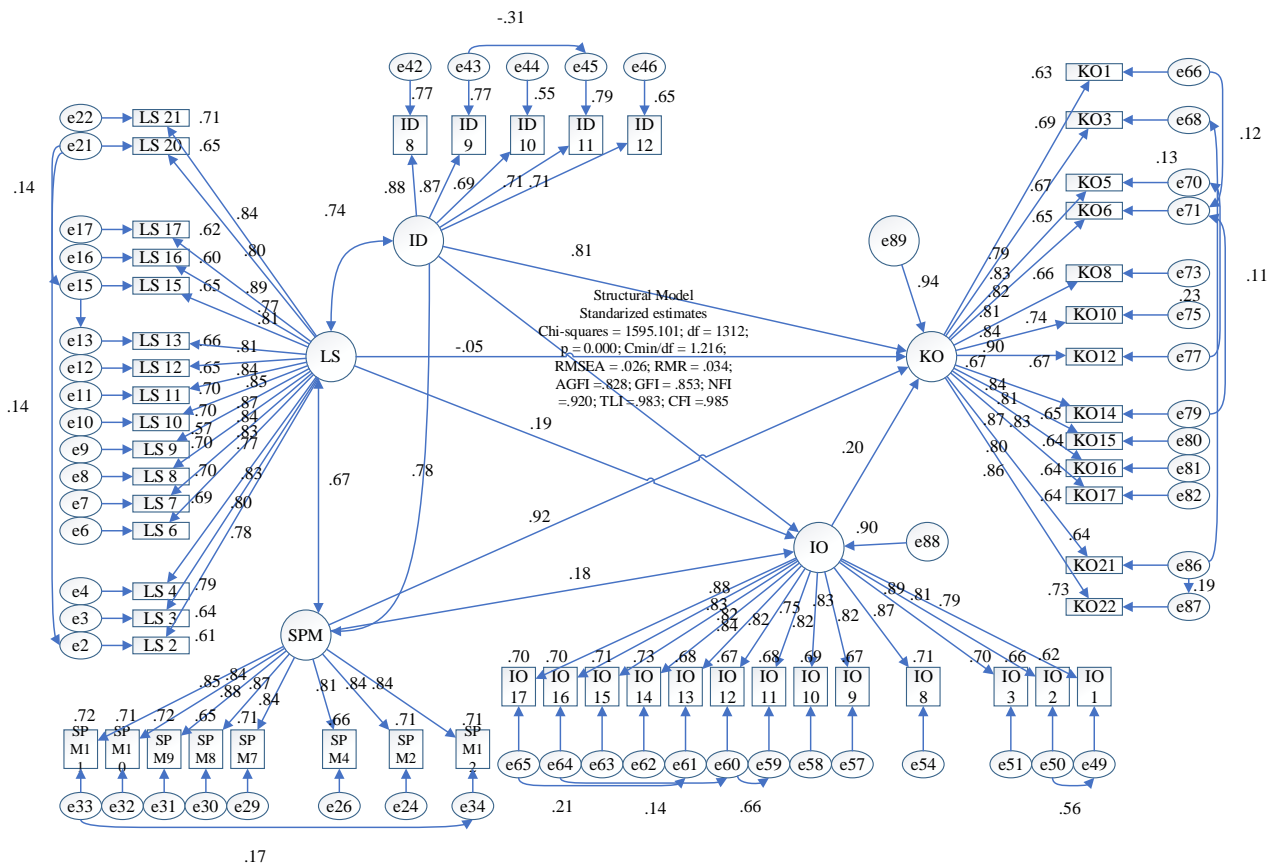 -.31
e42 e43 e44 e45 e46
.77 .77 .55 .79 .65
ID 8
ID 9
ID 10
ID 11
ID 12
.88 .87 .69 .71 .71
ID
.74
e22 LS 21 .71
e21 LS 20 .65
.14
e17 LS 17 .62
e16 LS 16 .60
e15 LS 15 .65
e13 LS 13 .66
e12 LS 12 .65
e11 LS 11 .70
e10 LS 10 .70
e9 LS 9 .57
e8 LS 8 .70
e7 LS 7 .70
e6 LS 6 .69
.14
e4 LS 4 .79
e3 LS 3 .64
e2 LS 2 .61
.84
.80
.89
.77
.81
.81
.84
.85
.87
.84
.83
.77
.83
.80
.78
LS
-.05
.19
.67
.78
.81
Structural Model
Standarized estimates
Chi-squares = 1595.101; df = 1312;
p = 0.000; Cmin/df = 1.216;
RMSEA = .026; RMR = .034;
AGFI =.828; GFI = .853; NFI
=.920; TLI =.983; CFI =.985
e89
.94
KO
.20
.92
.18
.63 KO1 e66
KO3 e68
.12
.13
KO5 e70
KO6 e71
KO8 e73
.11
.23
KO10 e75
KO12 e77
KO14 e79
KO15 e80
KO16 e81
KO17 e82
KO21 e86
.19
.73 KO22 e87
.69
.67
.65
.79
.83
.82
.66
.81
.84
.74
.90
.67
.67
.84
.81
.65
.87
.83
.64
.80
.64
.86
.64
.64
IO
.90
e88
.88
.83
.82
.84
.82
.75
.82
.83
.82
.87
.89
.81
.79
.70 .70 .71 .73 .68 .67 .68 .69 .67 .71 .70 .66 .62
IO 17
IO 16
IO 15
IO 14
IO 13
IO 12
IO 11
IO 10
IO 9
IO 8
IO 3
IO 2
IO 1
e65 e64 e63 e62 e61 e60 e59 e58 e57 e54 e51 e50 e49
.21 .14 .66 .56
SPM
.85 .84
.88 .87
.84
.81 .84 .84
.72 .71 .72 .65 .71 .66 .71 .71
SP M1 1
SP M1 0
SP M9
SP M8
SP M7
SP M4
SP M2
SP M1 2
e33 e32 e31 e30 e29 e26 e24 e34
.17